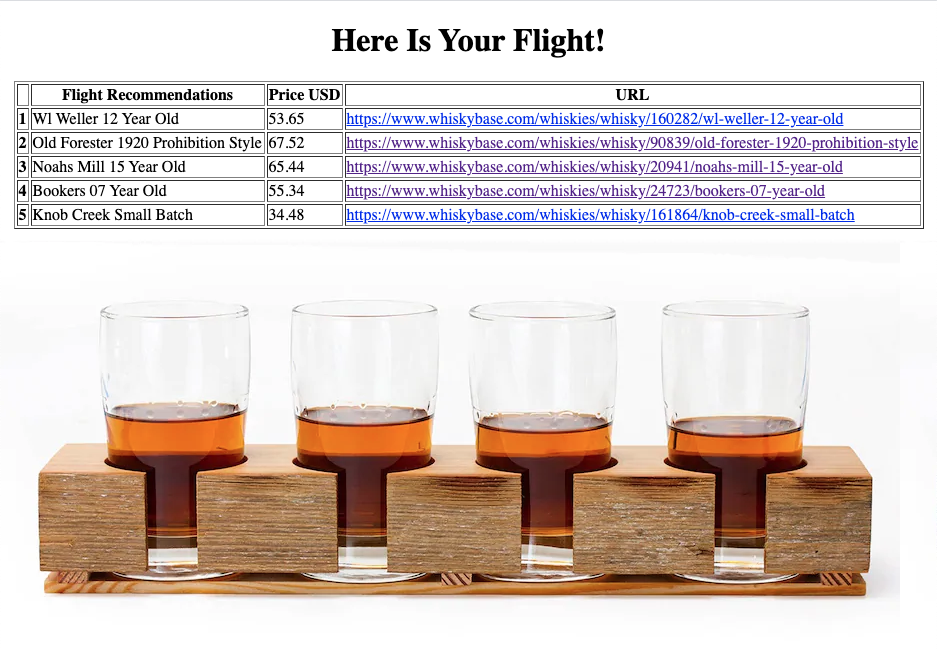 Here Is Your Flight!
Flight Recommendations Price USD URL
1 Wl Weller 12 Year Old 53.65 https://www.whiskybase.com/whiskies/whisky/160282/wl-weller-12-year-old
2 Old Forester 1920 Prohibition Style 67.52 https://www.whiskybase.com/whiskies/whisky/90839/old-forester-1920-prohibition-style
3 Noahs Mill 15 Year Old 65.44 https://www.whiskybase.com/whiskies/whisky/20941/noahs-mill-15-year-old
4 Bookers 07 Year Old 55.34 https://www.whiskybase.com/whiskies/whisky/24723/bookers-07-year-old
5 Knob Creek Small Batch 34.48 https://www.whiskybase.com/whiskies/whisky/161864/knob-creek-small-batch